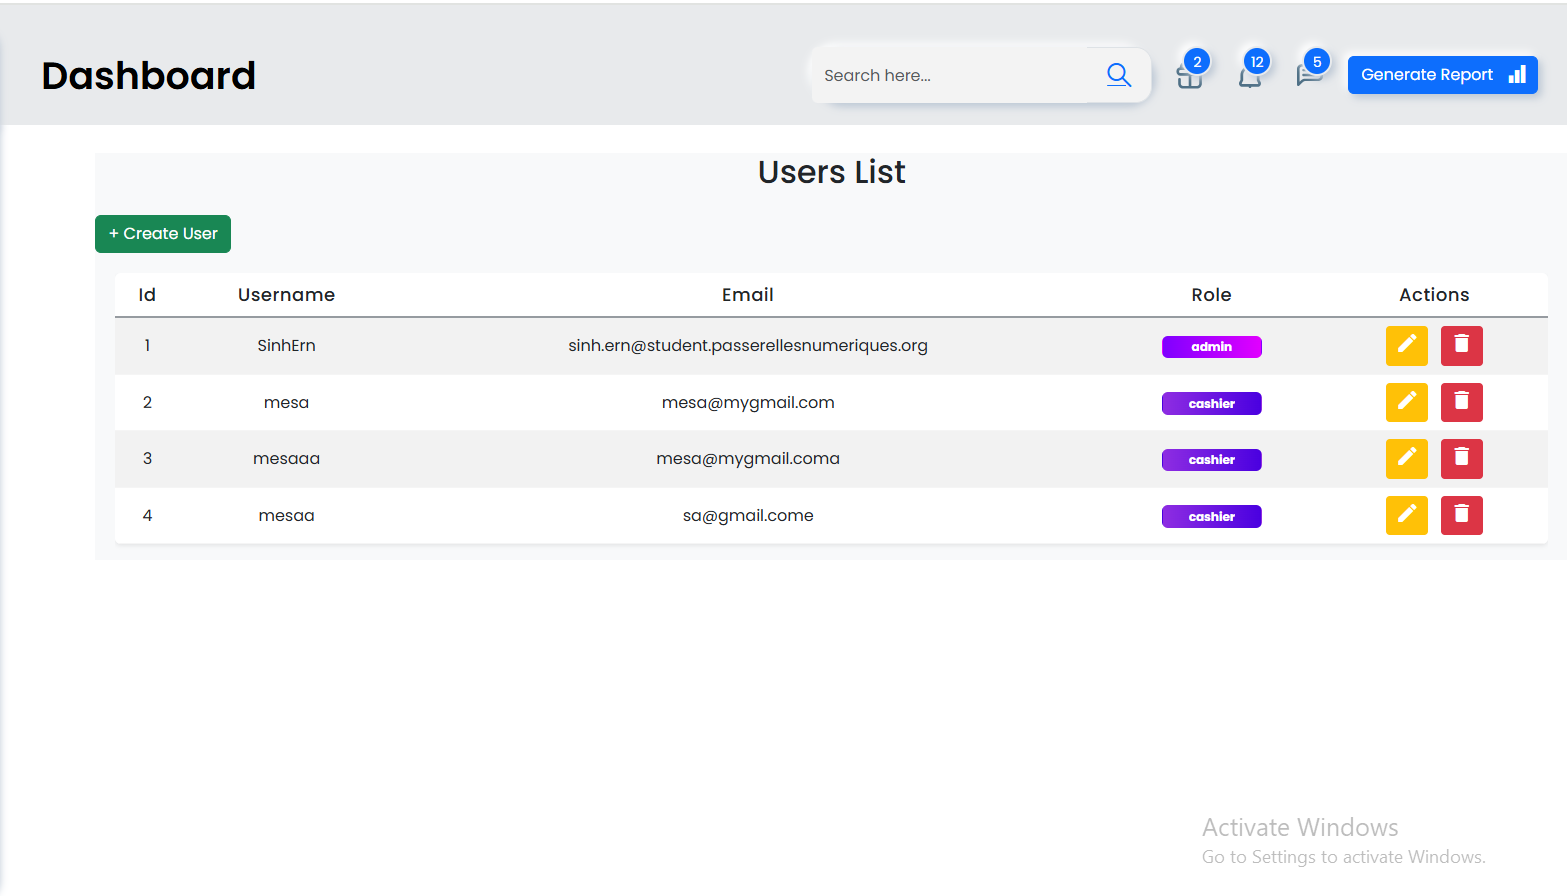 Dashboard
Search here...
2
12
5
Generate Report
Users List
+ Create User
Id Username Email Role Actions
1 SinhErn sinh.ern@student.passerellesnumeriques.org admin
2 mesa mesa@mygmail.com cashier
3 mesaaa mesa@mygmail.coma cashier
4 mesaa sa@gmail.come cashier
Activate Windows
Go to Settings to activate Windows.